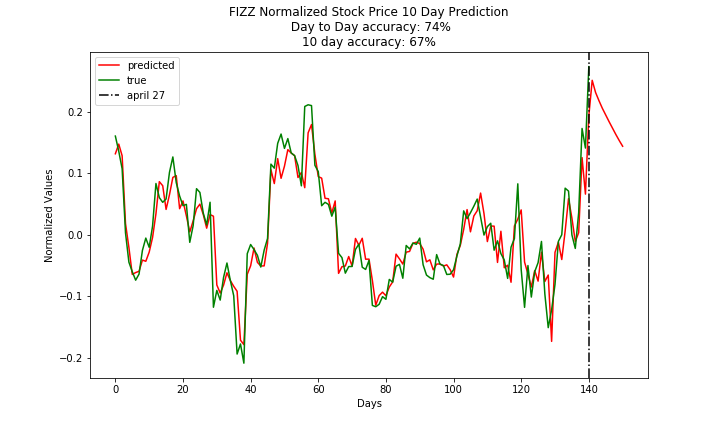 FIZZ Normalized Stock Price 10 Day Prediction
Day to Day accuracy: 74%
10 day accuracy: 67%
predicted
true
april 27
Normalized Values
0.2
0.1
0.0
−0.1
−0.2
0 20 40 60 80 100 120 140
Days